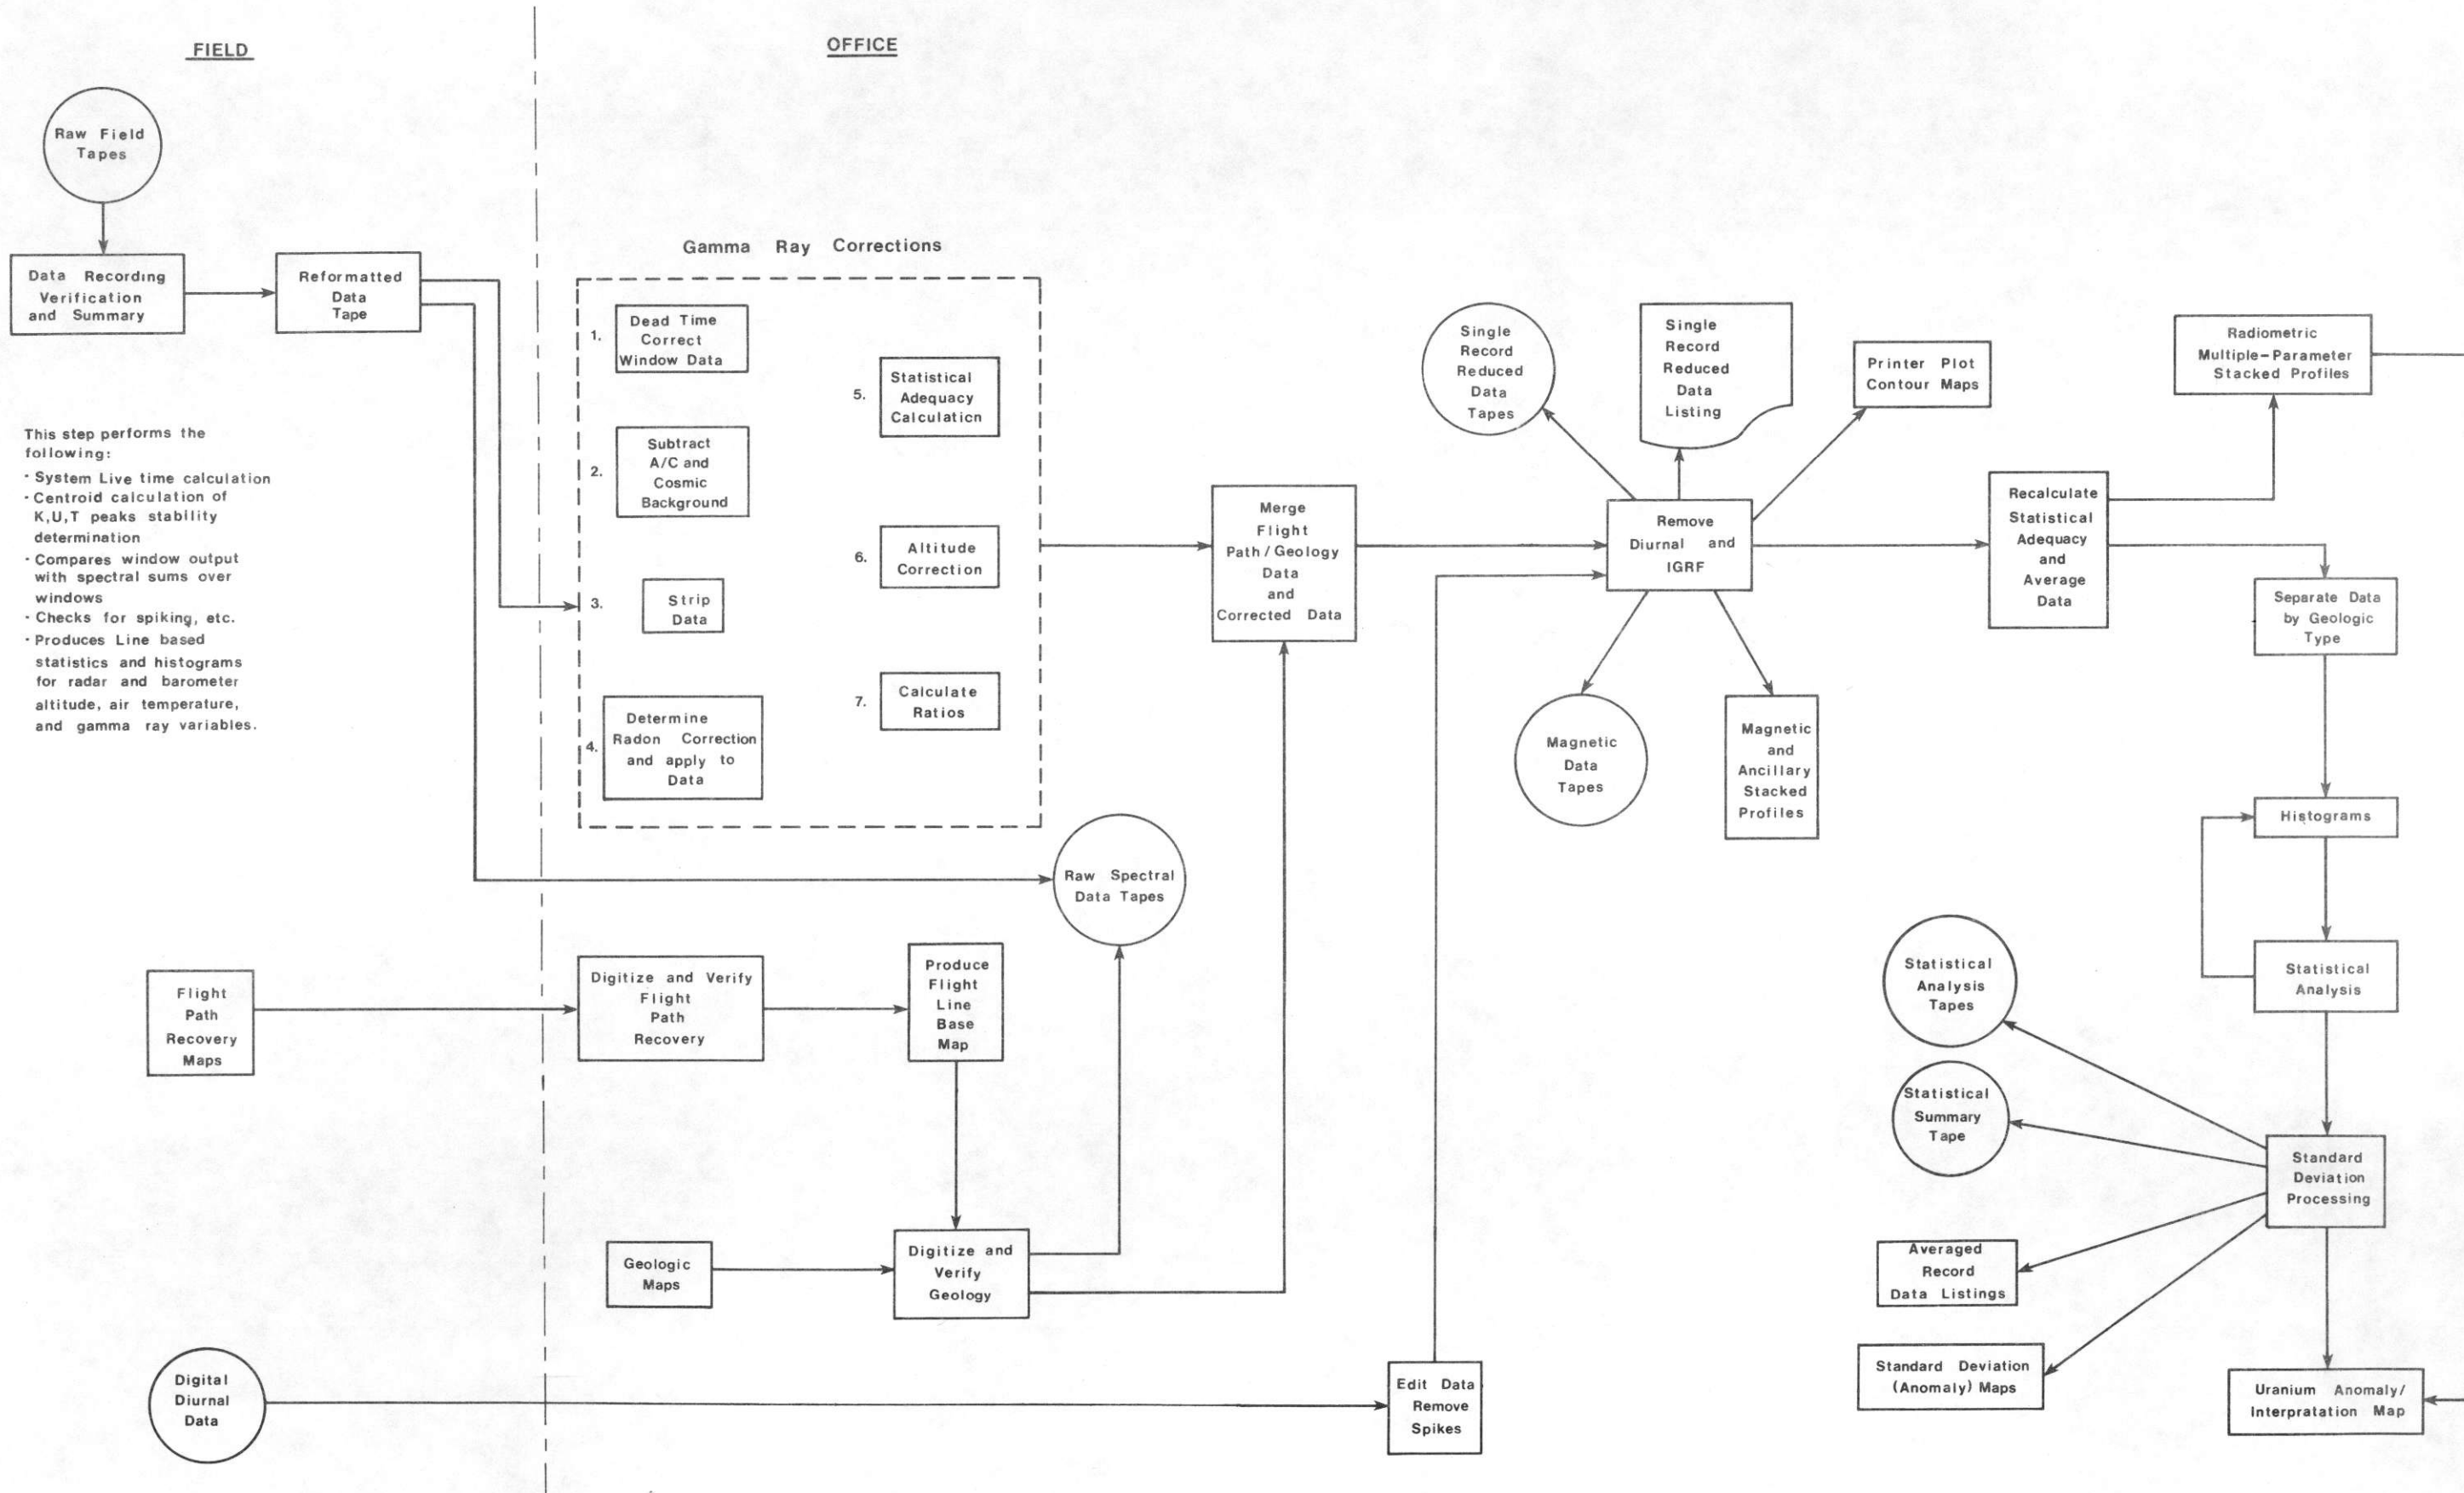 FIELD
OFFICE
Raw Field
Tapes
Data Recording
Verification
and Summary
Reformatted
Data
Tape
This step performs the
following:
· System Live time calculation
· Centroid calculation of
K,U,T peaks stability
determination
· Compares window output
with spectral sums over
windows
· Checks for spiking, etc.
· Produces Line based
statistics and histograms
for radar and barometer
altitude, air temperature,
and gamma ray variables.
Gamma Ray Corrections
1.
Dead Time
Correct
Window Data
2.
Subtract
A/C and
Cosmic
Background
3.
Strip
Data
4.
Determine
Radon Correction
and apply to
Data
5.
Statistical
Adequacy
Calculation
6.
Altitude
Correction
7.
Calculate
Ratios
Raw Spectral
Data Tapes
Flight
Path
Recovery
Maps
Digitize and Verify
Flight
Path
Recovery
Produce
Flight
Line
Base
Map
Geologic
Maps
Digitize and
Verify
Geology
Digital
Diurnal
Data
Edit Data
Remove
Spikes
Merge
Flight
Path/Geology
Data
and
Corrected Data
Single
Record
Reduced
Data
Tapes
Single
Record
Reduced
Data
Listing
Printer Plot
Contour Maps
Remove
Diurnal and
IGRF
Magnetic
Data
Tapes
Magnetic
and
Ancillary
Stacked
Profiles
Recalculate
Statistical
Adequacy
and
Average
Data
Radiometric
Multiple-Parameter
Stacked Profiles
Separate Data
by Geologic
Type
Histograms
Statistical
Analysis
Statistical
Analysis
Tapes
Statistical
Summary
Tape
Standard
Deviation
Processing
Averaged
Record
Data Listings
Standard Deviation
(Anomaly) Maps
Uranium Anomaly/
Interpratation Map